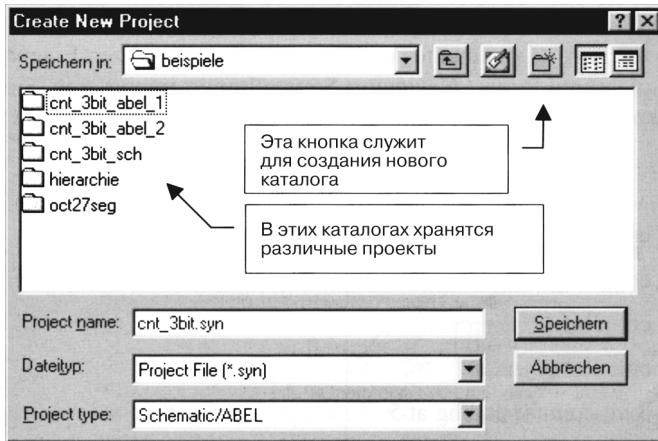 Create New Project
Speichern in: beispiele
cnt_3bit_abel_1
cnt_3bit_abel_2
cnt_3bit_sch
hierarchie
oct27seg
Эта кнопка служит
для создания нового
каталога
В этих каталогах хранятся
различные проекты
Project name: cnt_3bit.syn
Speichern
Dateityp: Project File (*.syn)
Abbrechen
Project type: Schematic/ABEL